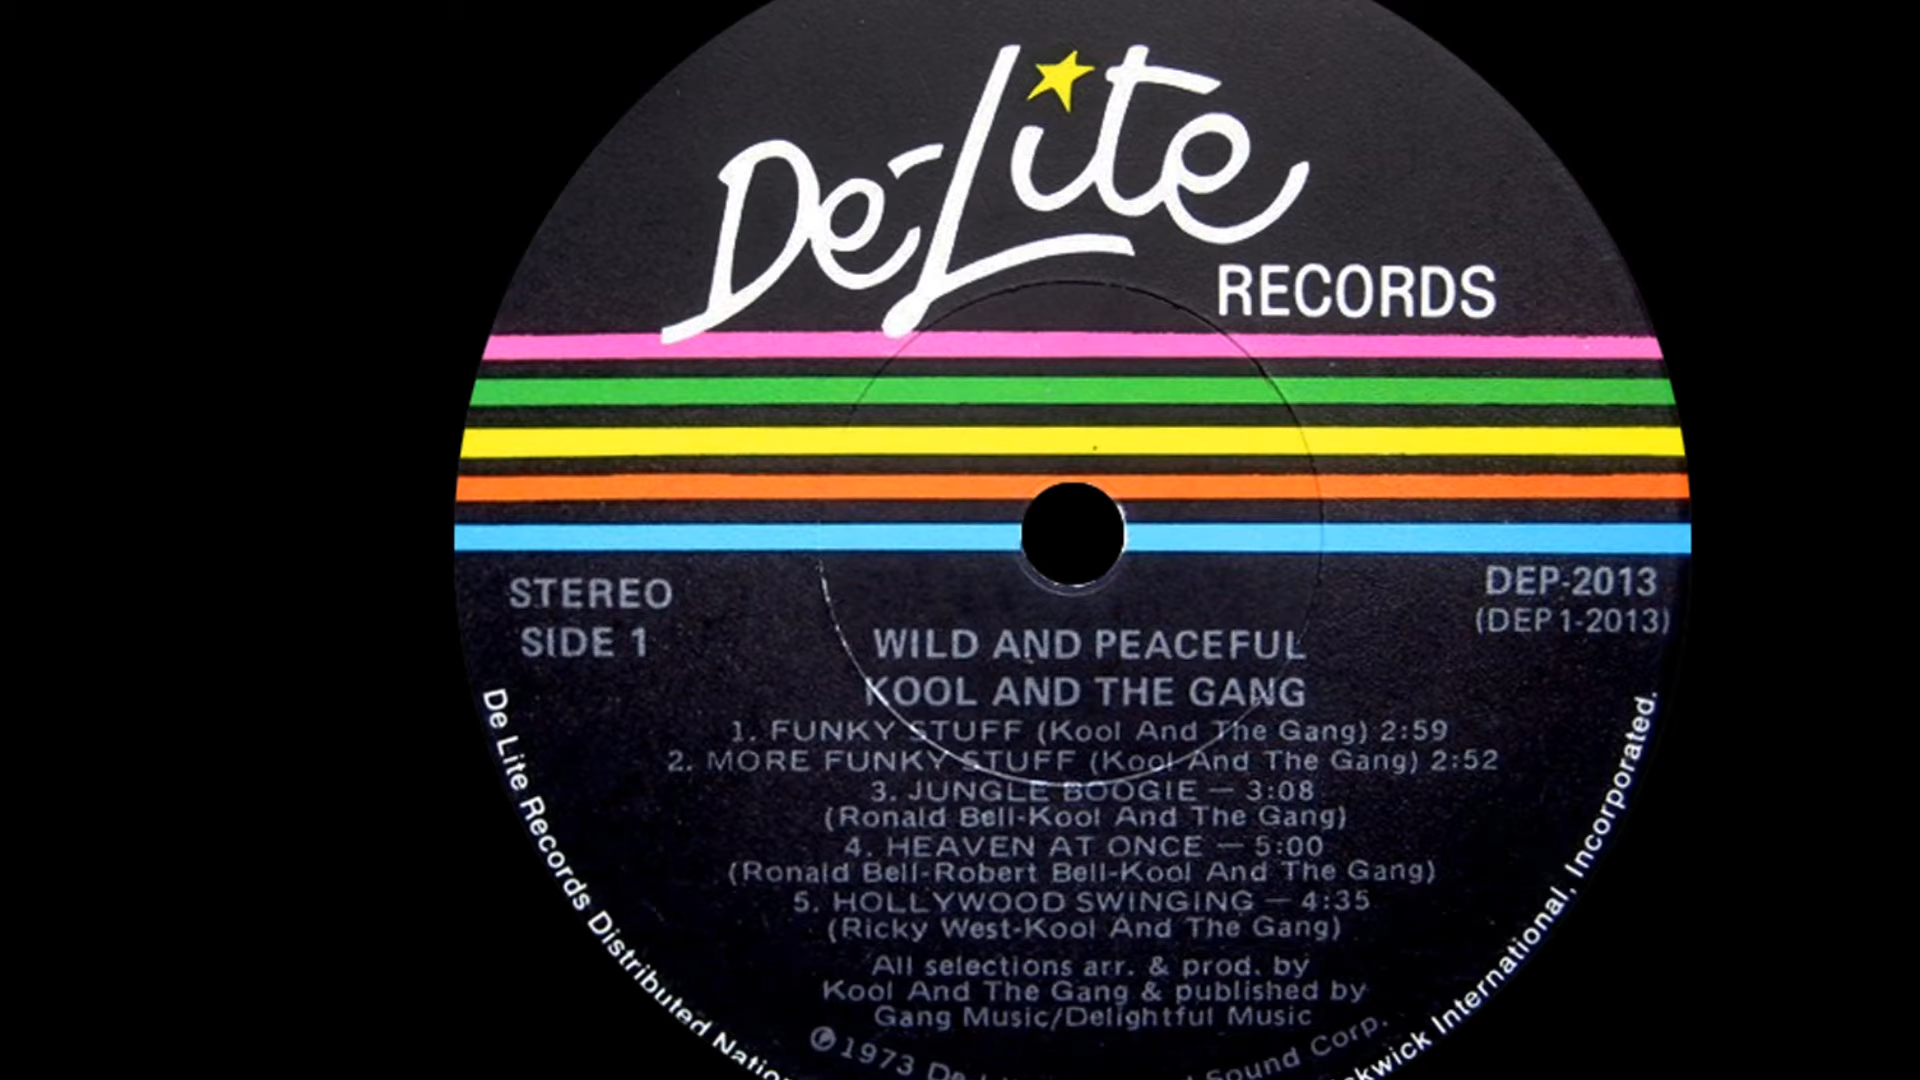 De-Lite
RECORDS
STEREO
SIDE 1
DEP-2013
(DEP 1-2013)
WILD AND PEACEFUL
KOOL AND THE GANG
1. FUNKY STUFF (Kool And The Gang) 2:59
2. MORE FUNKY STUFF (Kool And The Gang) 2:52
3. JUNGLE BOOGIE — 3:08
(Ronald Bell-Kool And The Gang)
4. HEAVEN AT ONCE — 5:00
(Ronald Bell-Robert Bell-Kool And The Gang)
5. HOLLYWOOD SWINGING — 4:35
(Ricky West-Kool And The Gang)
All selections arr. & prod. by
Kool And The Gang & published by
Gang Music/Delightful Music
℗1973 De Sound Corp.
De Lite Records Distributed International, Incorporated.